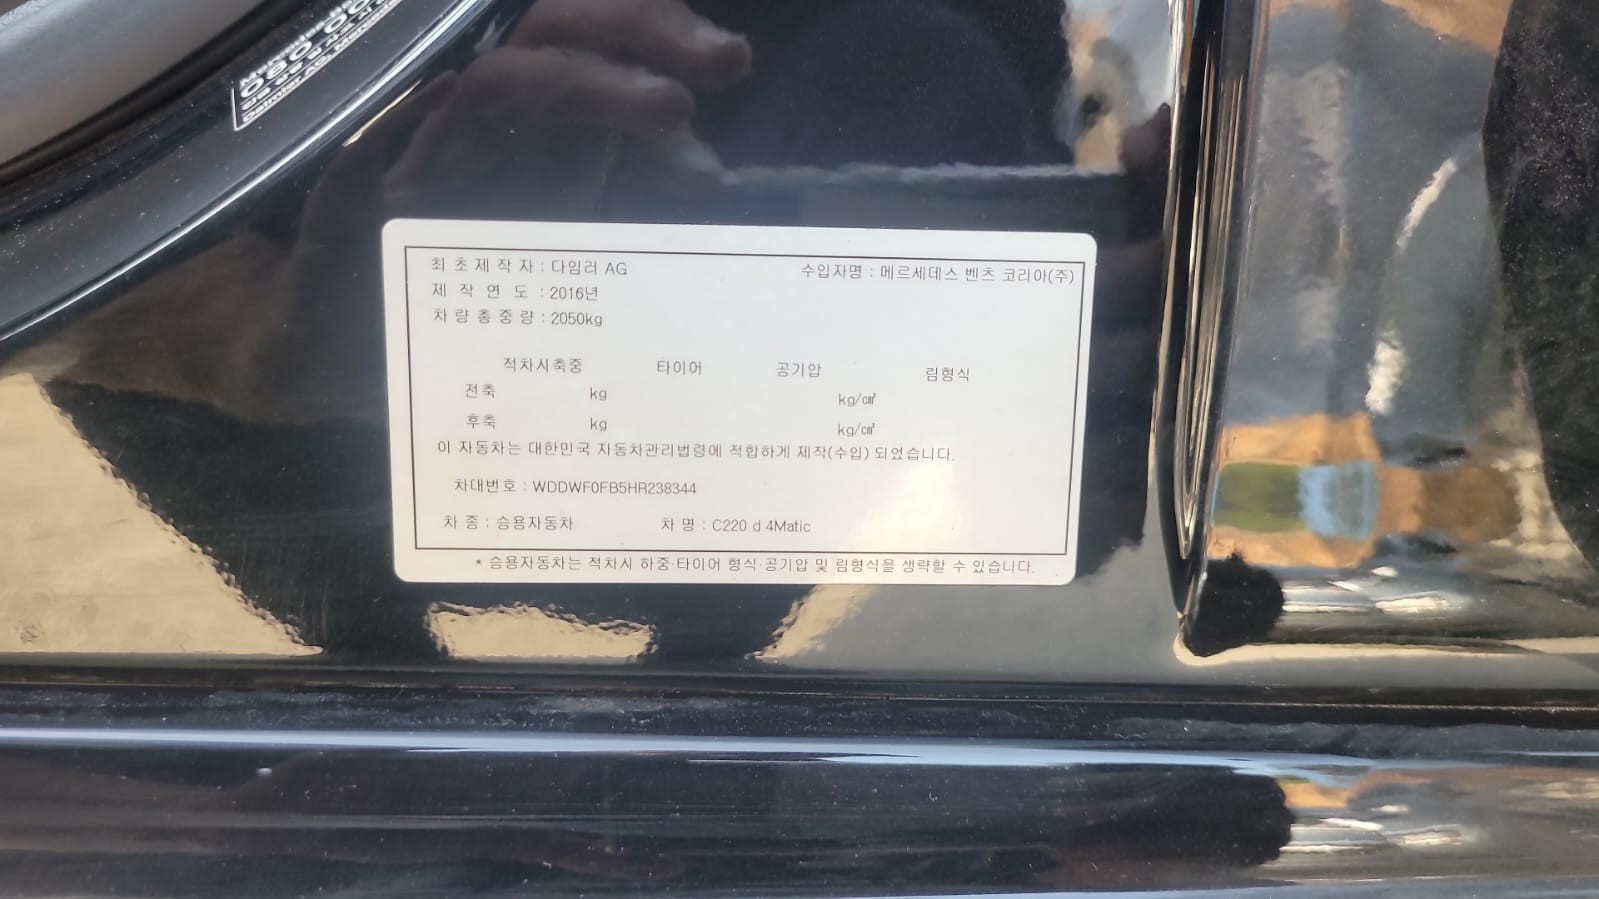 080 00
Daimler AG, Mer
최 초 제 작 자 : 다임러 AG 수입자명 : 메르세데스 벤츠 코리아(주)
제 작 연 도 : 2016년
차 량 총 중 량 : 2050kg
적차시축중 타이어 공기압 림형식
전축 kg kg/㎠
후축 kg kg/㎠
이 자동차는 대한민국 자동차관리법령에 적합하게 제작(수입) 되었습니다.
차대번호 : WDDWF0FB5HR238344
차 종 : 승용자동차 차 명 : C220 d 4Matic
* 승용자동차는 적차시 하중·타이어 형식·공기압 및 림형식을 생략할 수 있습니다.